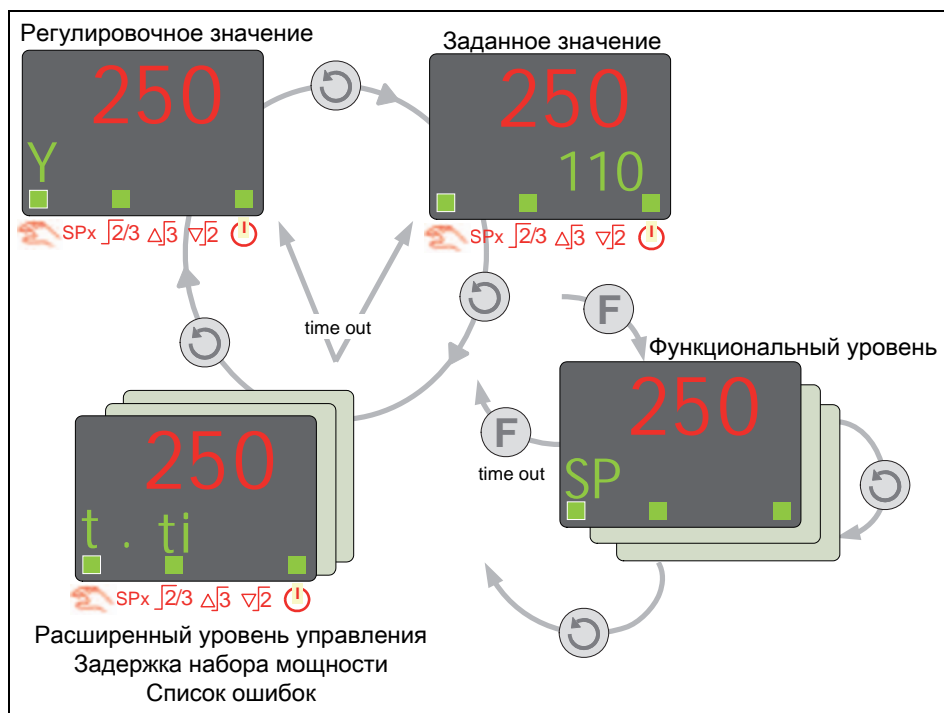 Регулировочное значение
250
Y
SPx 2/3 3 2
Заданное значение
250
110
SPx 2/3 3 2
time out
Функциональный уровень
F
250
SP
F
time out
250
t . ti
SPx 2/3 3 2
Расширенный уровень управления
Задержка набора мощности
Список ошибок